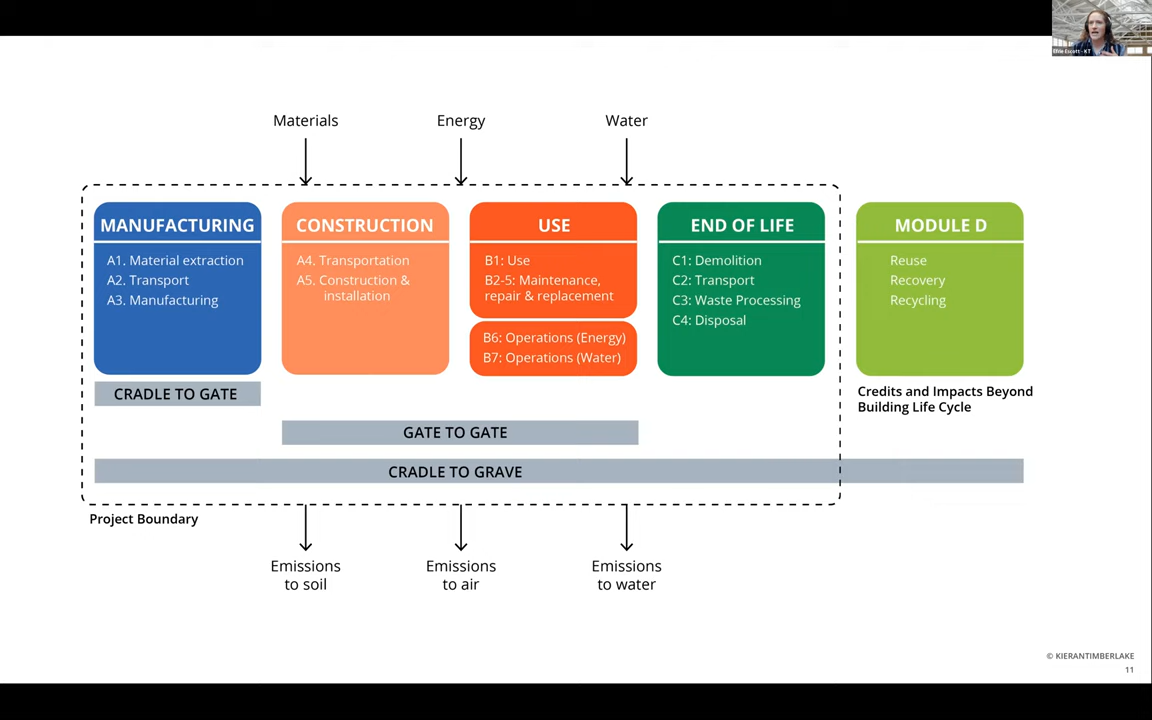 Effie Escott - KT
Materials
Energy
Water
MANUFACTURING
A1. Material extraction
A2. Transport
A3. Manufacturing
CONSTRUCTION
A4. Transportation
A5. Construction &
installation
USE
B1: Use
B2-5: Maintenance,
repair & replacement
B6: Operations (Energy)
B7: Operations (Water)
END OF LIFE
C1: Demolition
C2: Transport
C3: Waste Processing
C4: Disposal
MODULE D
Reuse
Recovery
Recycling
CRADLE TO GATE
Credits and Impacts Beyond
Building Life Cycle
GATE TO GATE
CRADLE TO GRAVE
Project Boundary
Emissions
to soil
Emissions
to air
Emissions
to water
© KIERANTIMBERLAKE
11